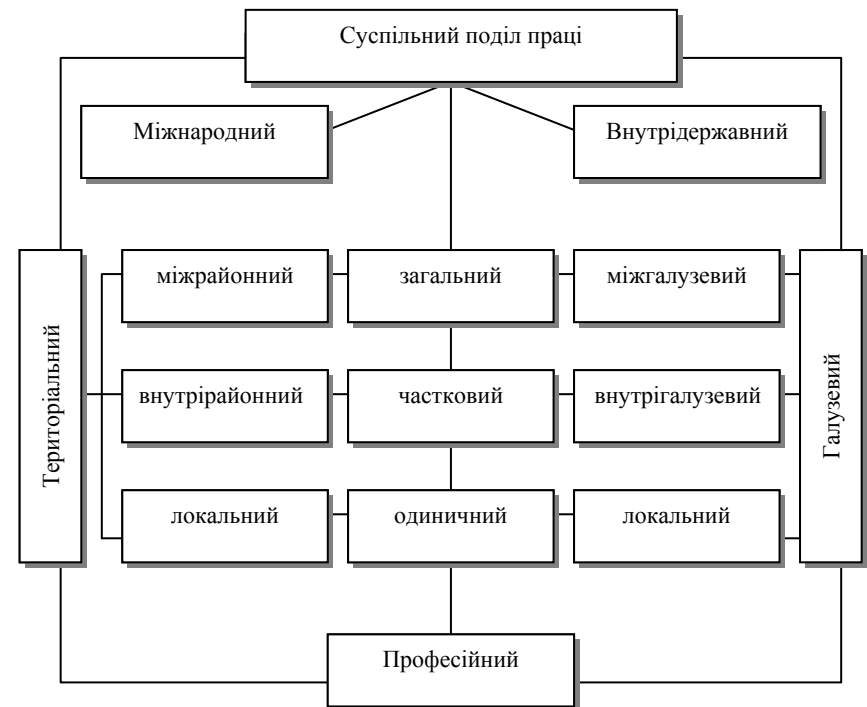 Суспільний поділ праці
Міжнародний
Внутрідержавний
Територіальний
міжрайонний
загальний
міжгалузевий
Галузевий
внутрірайонний
частковий
внутрігалузевий
локальний
одиничний
локальний
Професійний